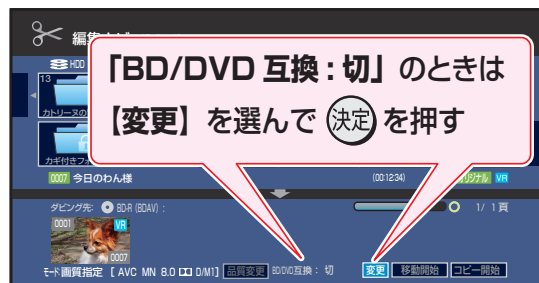 編集
「BD/DVD 互換：切」のときは
【変更】を選んで 決定 を押す
HDD
13
カトリーヌの
カギ付きフォ
0007 今日のわん様
(00:12:34)
オリジナル VR
ダビング先: BD-R (BDAV) :
1/ 1頁
0001 VR
0007
モード画質指定 [ AVC MN 8.0 D/M1] 品質変更 BD/DVD互換： 切 変更 移動開始 コピー開始